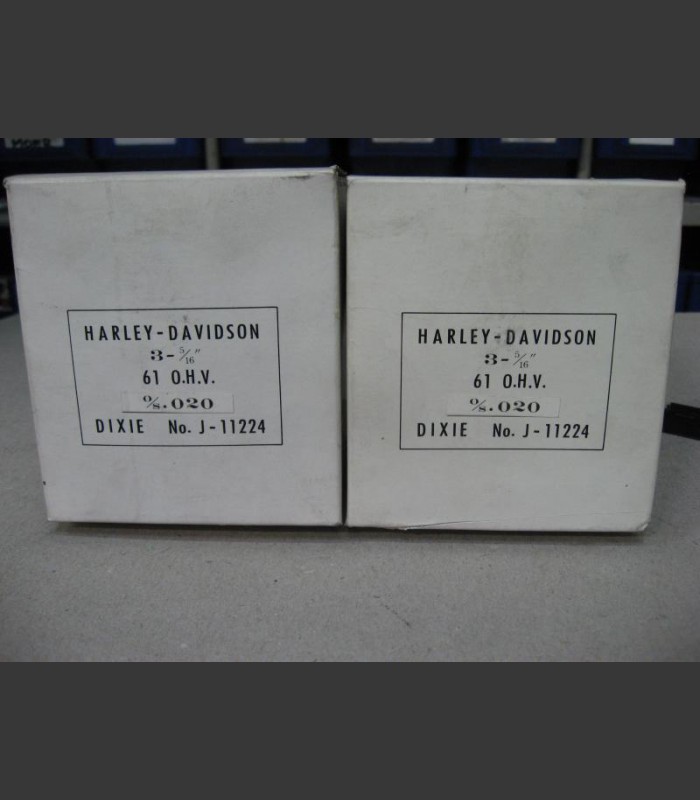 HARLEY-DAVIDSON
3-5/16"
61 O.H.V.
O/S.020
DIXIE No. J-11224
HARLEY-DAVIDSON
3-5/16"
61 O.H.V.
O/S.020
DIXIE No. J-11224